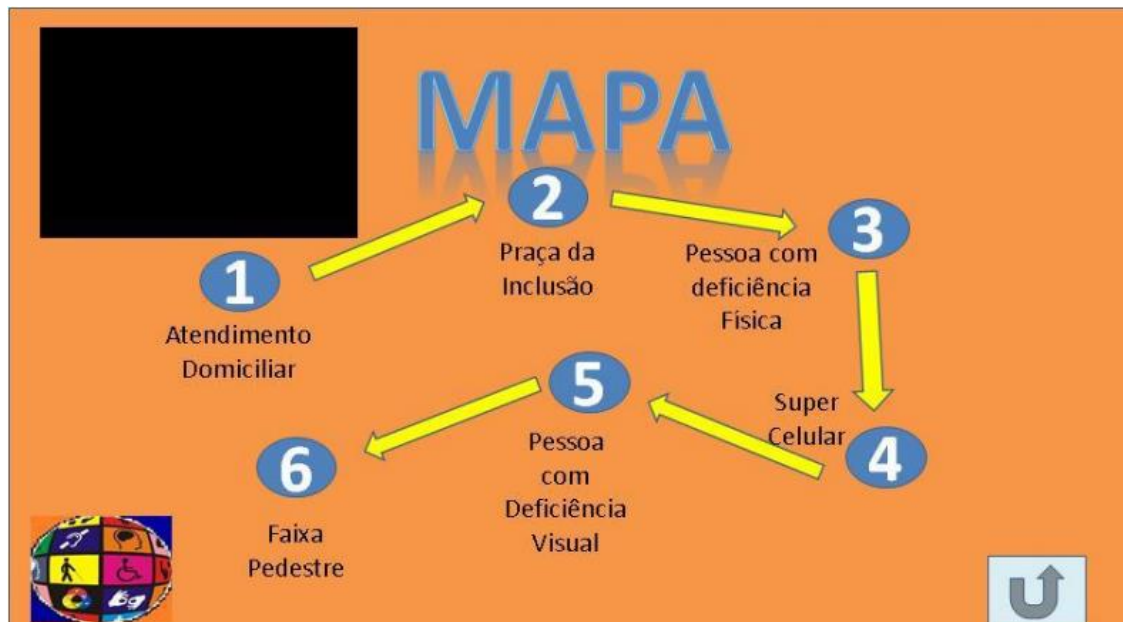 MAPA
1
Atendimento
Domiciliar
2
Praça da
Inclusão
3
Pessoa com
deficiência
Física
4
Super
Celular
5
Pessoa
com
Deficiência
Visual
6
Faixa
Pedestre